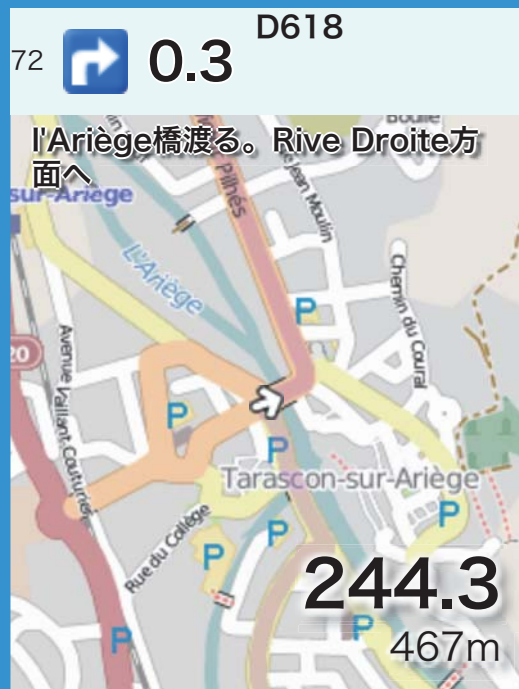 D618
72
0.3
l'Ariège橋渡る。Rive Droite方
面へ
sur-Ariege
Pilhés
Jean Moulin
L'Ariège
Chemin du Coural
P
20
Avenue Vaillant Couturier
P
P
Tarascon-sur-Ariège
P
Rue du Collège
P
P
244.3
P
P
467m